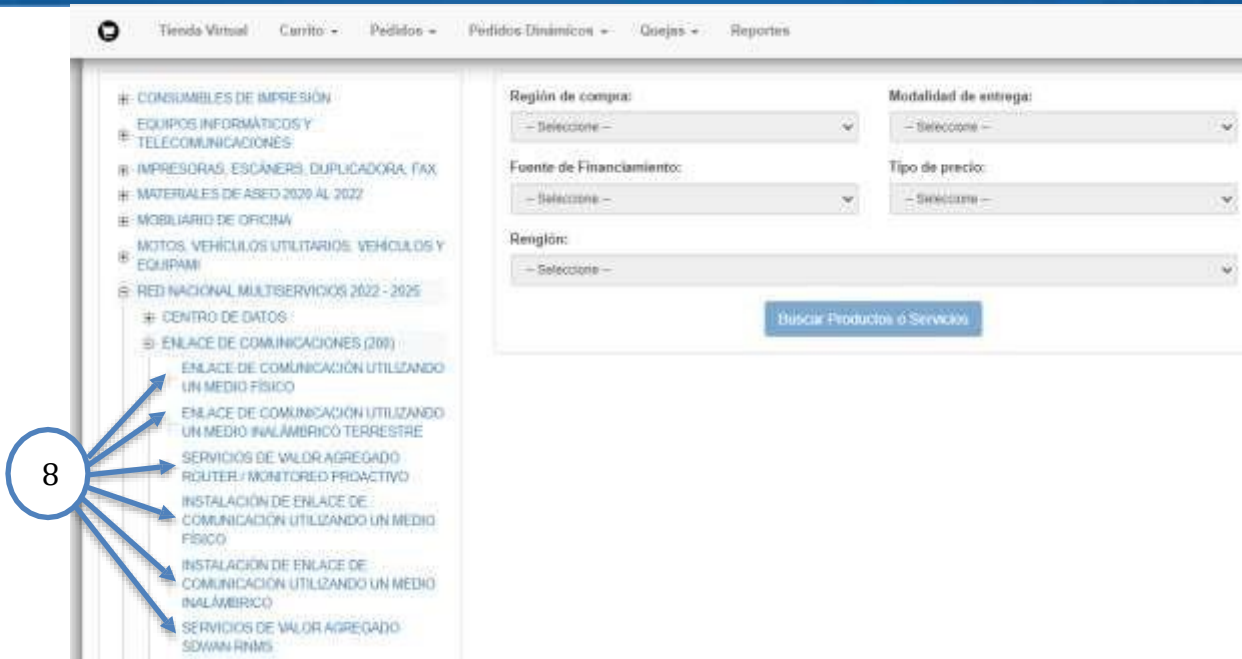 Tienda Virtual Carrito Pedidos Pedidos Dinámicos Quejas Reportes
CONSUMIBLES DE IMPRESIÓN
EQUIPOS INFORMÁTICOS Y
TELECOMUNICACIONES
IMPRESORAS, ESCÁNERS, DUPLICADORA, FAX
MATERIALES DE ASEO 2020 AL 2022
MOBILIARIO DE OFICINA
MOTOS, VEHÍCULOS UTILITARIOS, VEHÍCULOS Y
EQUIPAMI
RED NACIONAL MULTISERVICIOS 2022 - 2025
CENTRO DE DATOS
ENLACE DE COMUNICACIONES (200)
ENLACE DE COMUNICACIÓN UTILIZANDO
UN MEDIO FÍSICO
ENLACE DE COMUNICACIÓN UTILIZANDO
UN MEDIO INALÁMBRICO TERRESTRE
SERVICIOS DE VALOR AGREGADO
ROUTER / MONITOREO PROACTIVO
INSTALACIÓN DE ENLACE DE
COMUNICACIÓN UTILIZANDO UN MEDIO
FÍSICO
INSTALACIÓN DE ENLACE DE
COMUNICACIÓN UTILIZANDO UN MEDIO
INALÁMBRICO
SERVICIOS DE VALOR AGREGADO
SDWAN RNMS
8
Región de compra:
-- Seleccione --
Modalidad de entrega:
-- Seleccione --
Fuente de Financiamiento:
-- Seleccione --
Tipo de precio:
-- Seleccione --
Renglón:
-- Seleccione --
Buscar Productos o Servicios